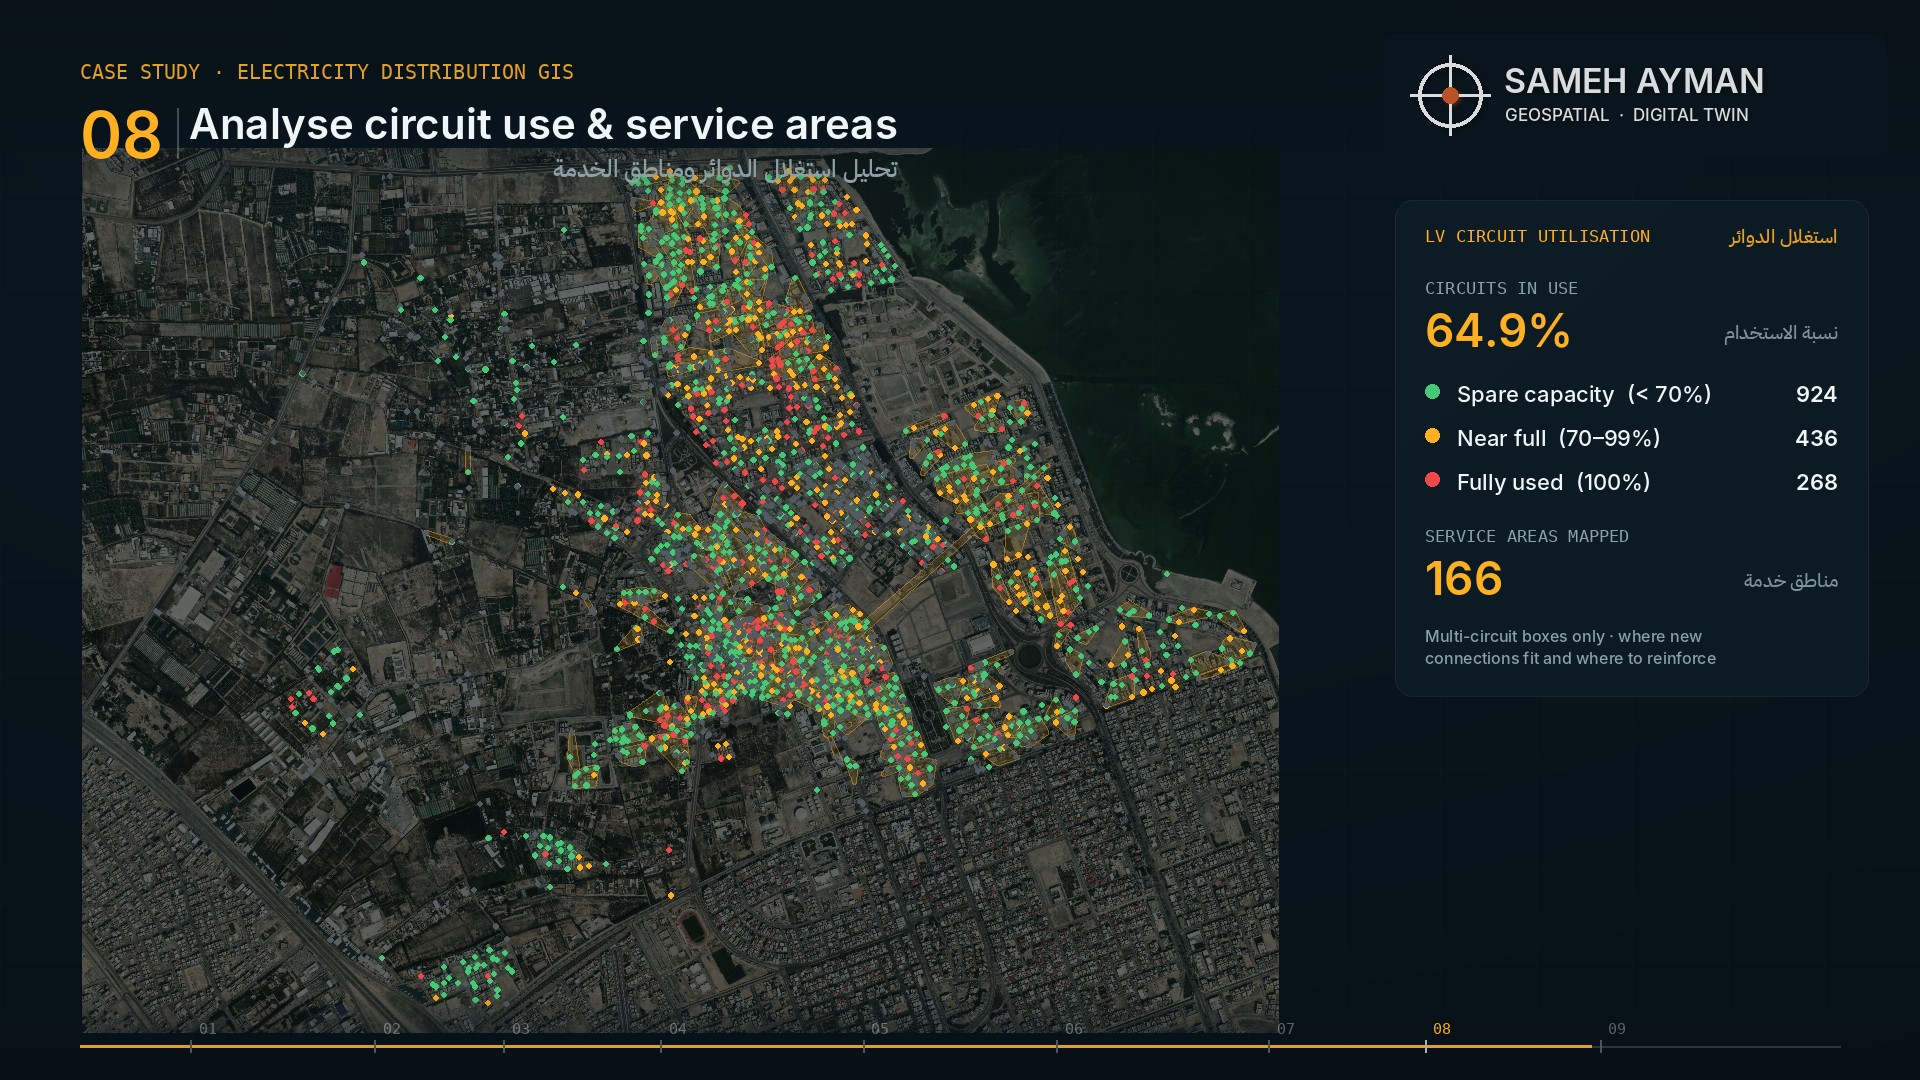 CASE STUDY · ELECTRICITY DISTRIBUTION GIS
08
Analyse circuit use & service areas
تحليل استغلال الدوائر ومناطق الخدمة
SAMEH AYMAN
GEOSPATIAL · DIGITAL TWIN
LV CIRCUIT UTILISATION
استغلال الدوائر
CIRCUITS IN USE
64.9%
نسبة الاستخدام
Spare capacity (< 70%) 924
Near full (70–99%) 436
Fully used (100%) 268
SERVICE AREAS MAPPED
166
مناطق خدمة
Multi-circuit boxes only · where new
connections fit and where to reinforce
01 02 03 04 05 06 07 08 09